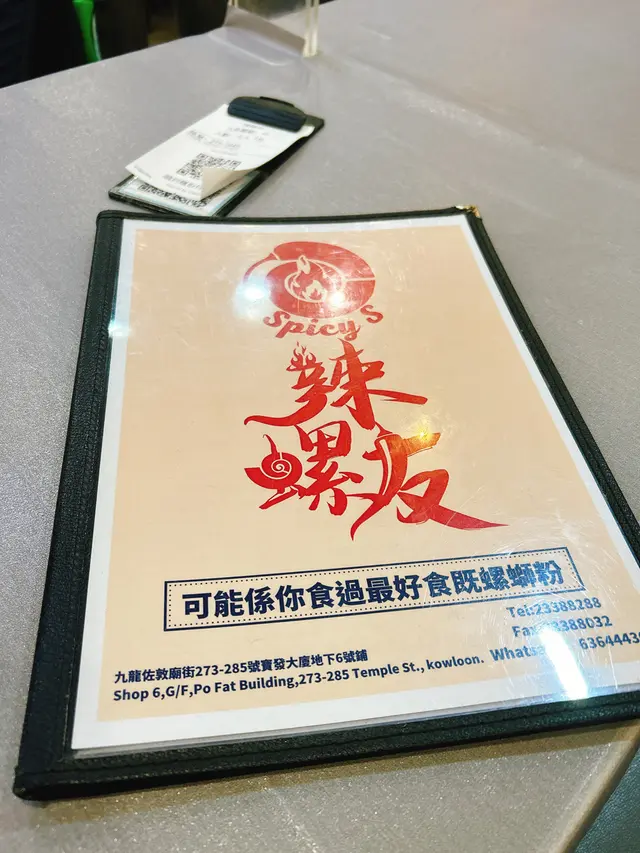 Spicy'S
辣
螺友
可能係你食過最好食既螺螄粉
Tel:23388288
九龍佐敦廟街273-285號寶發大廈地下6號鋪
Shop 6,G/F,Po Fat Building,273-285 Temple St., kowloon.